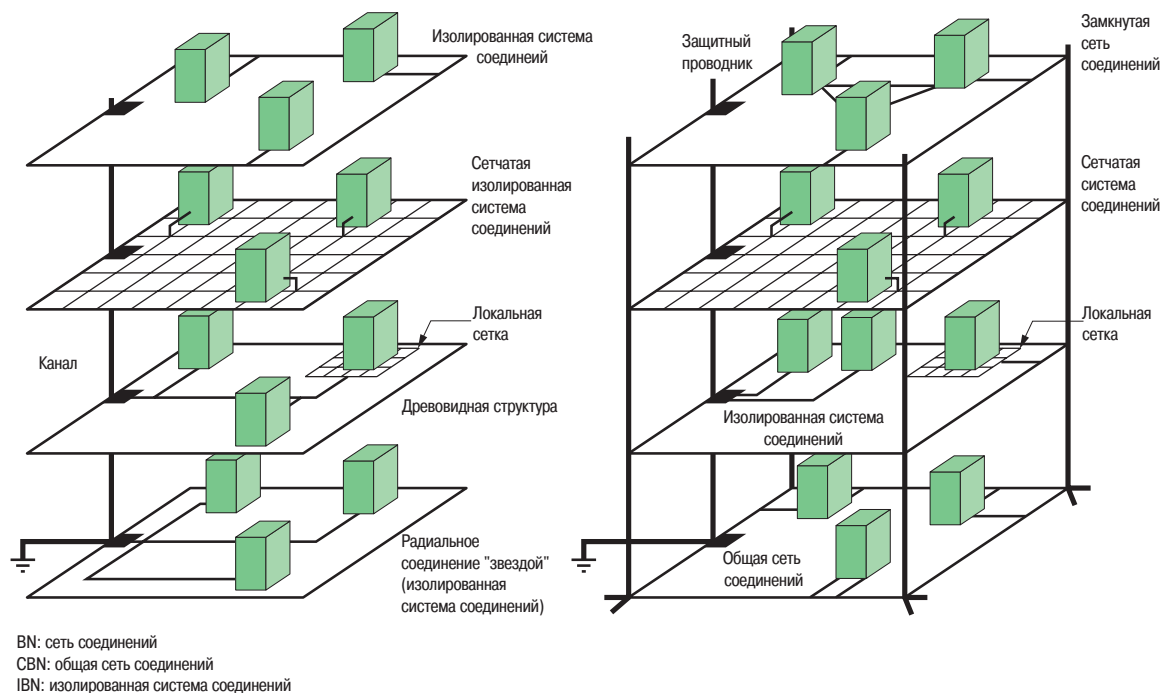 Изолированная система
соединеий
Сетчатая
изолированная
система
соединений
Локальная
сетка
Канал
Древовидная структура
Радиальное
соединение "звездой"
(изолированная
система соединений)
Защитный
проводник
Замкнутая
сеть
соединений
Сетчатая
система
соединений
Локальная
сетка
Изолированная система
соединений
Общая сеть
соединений
BN: сеть соединений
CBN: общая сеть соединений
IBN: изолированная система соединений